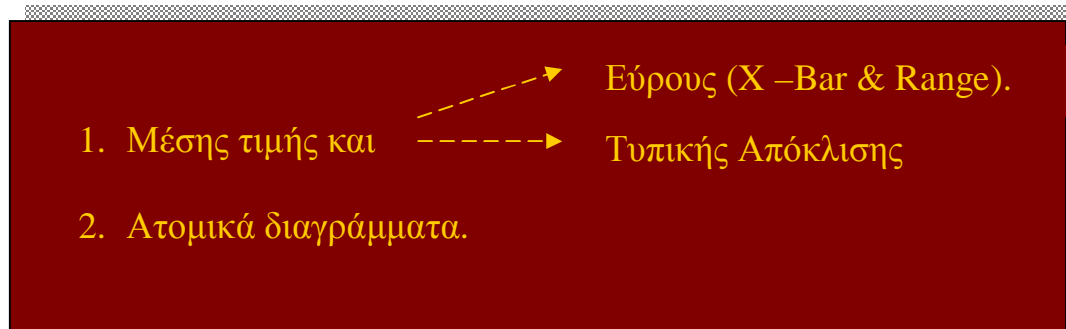 Εύρους (X –Bar & Range).
1. Μέσης τιμής και
Τυπικής Απόκλισης
2. Ατομικά διαγράμματα.